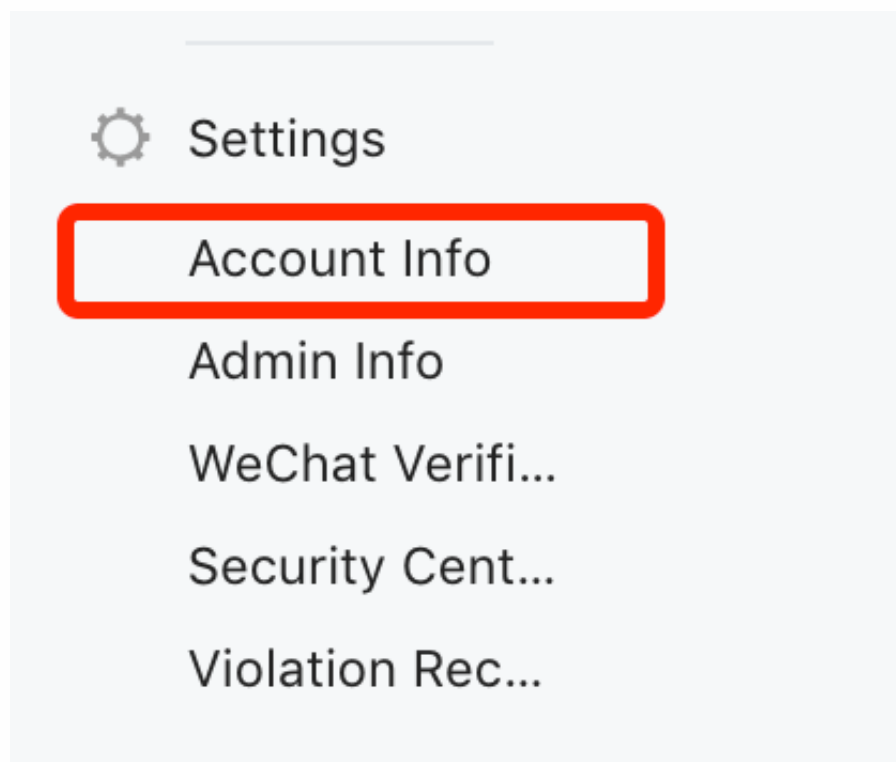 Settings
Account Info
Admin Info
WeChat Verifi...
Security Cent...
Violation Rec...